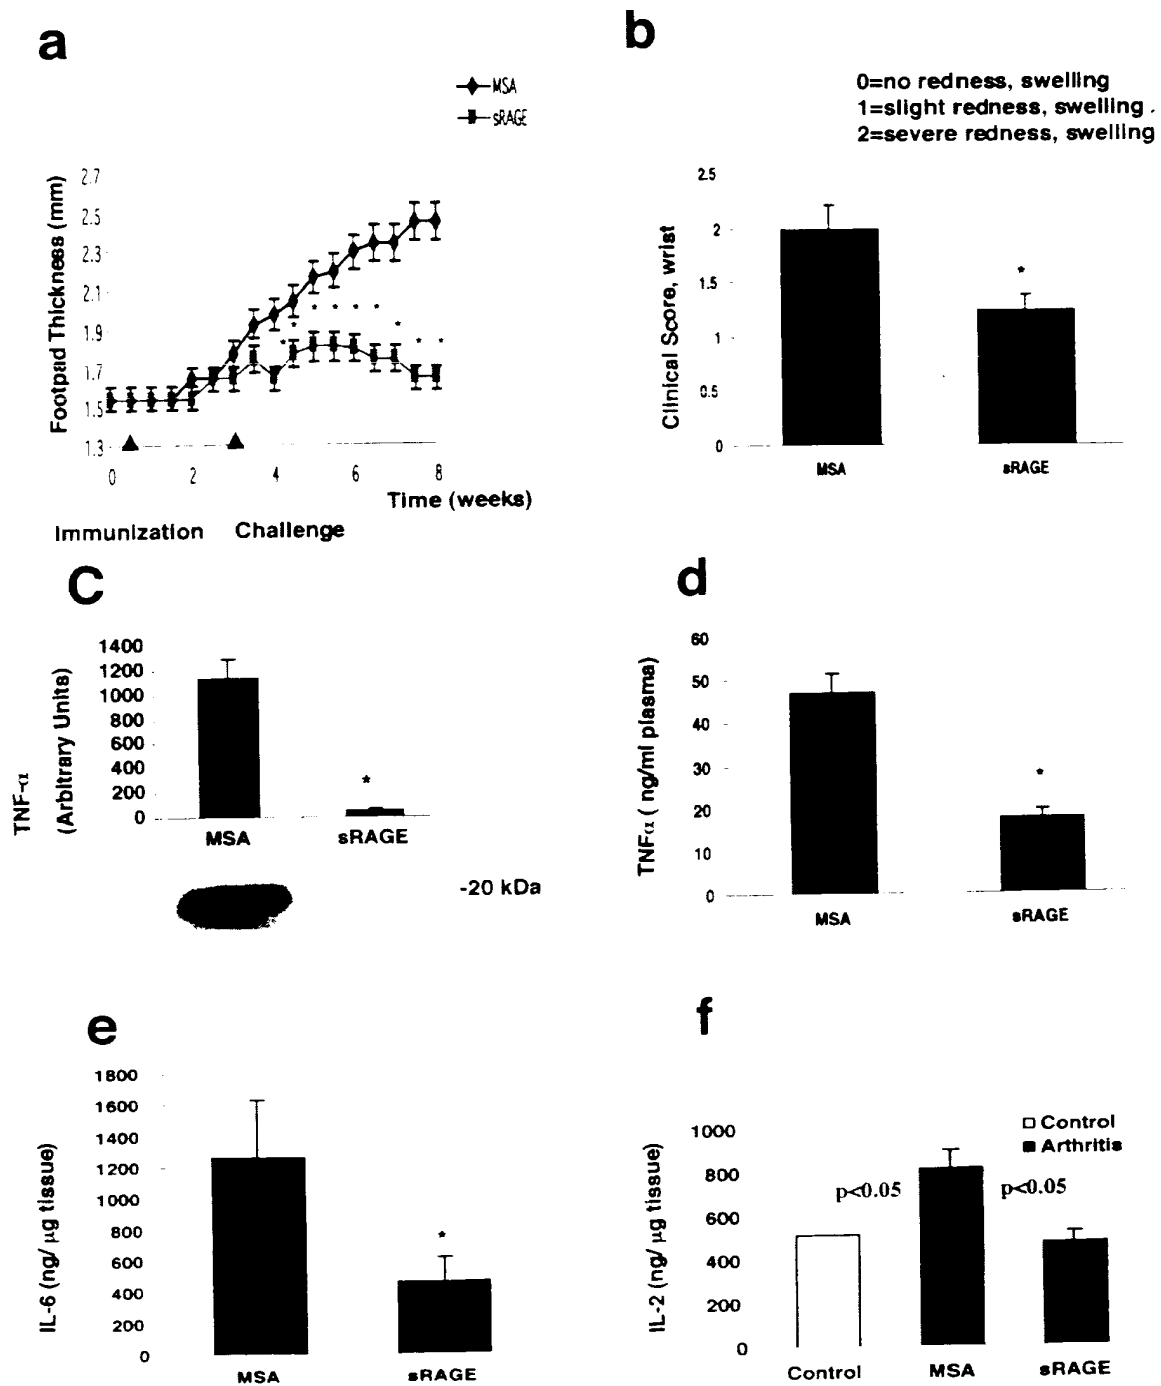 a
MSA
sRAGE
Footpad Thickness (mm)
2.7
2.5
2.3
2.1
1.9
1.7
1.5
1.3
* * * * * * * * *
0 2 4 6 8
Time (weeks)
Immunization Challenge
b
0=no redness, swelling
1=slight redness, swelling
2=severe redness, swelling
Clinical Score, wrist
2.5
2
1.5
1
0.5
0
*
MSA sRAGE
C
TNF-α
(Arbitrary Units)
1400
1200
1000
800
600
400
200
0
*
MSA sRAGE
-20 kDa
d
TNFα ( ng/ml plasma)
60
50
40
30
20
10
0
*
MSA sRAGE
e
IL-6 (ng/ μg tissue)
1800
1600
1400
1200
1000
800
600
400
200
0
*
MSA sRAGE
f
Control
Arthritis
IL-2 (ng/ μg tissue)
1000
800
600
400
200
0
p<0.05 p<0.05
Control MSA sRAGE